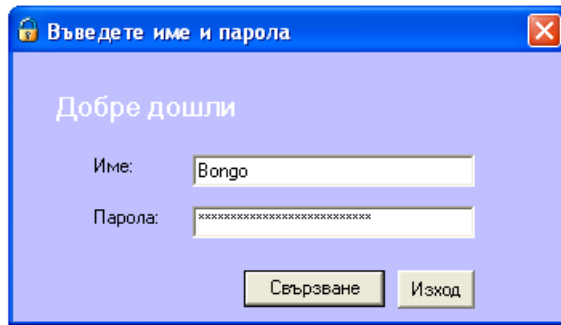 Въведете име и парола
Добре дошли
Име: Bongo
Парола: ***************************
Свързване Изход